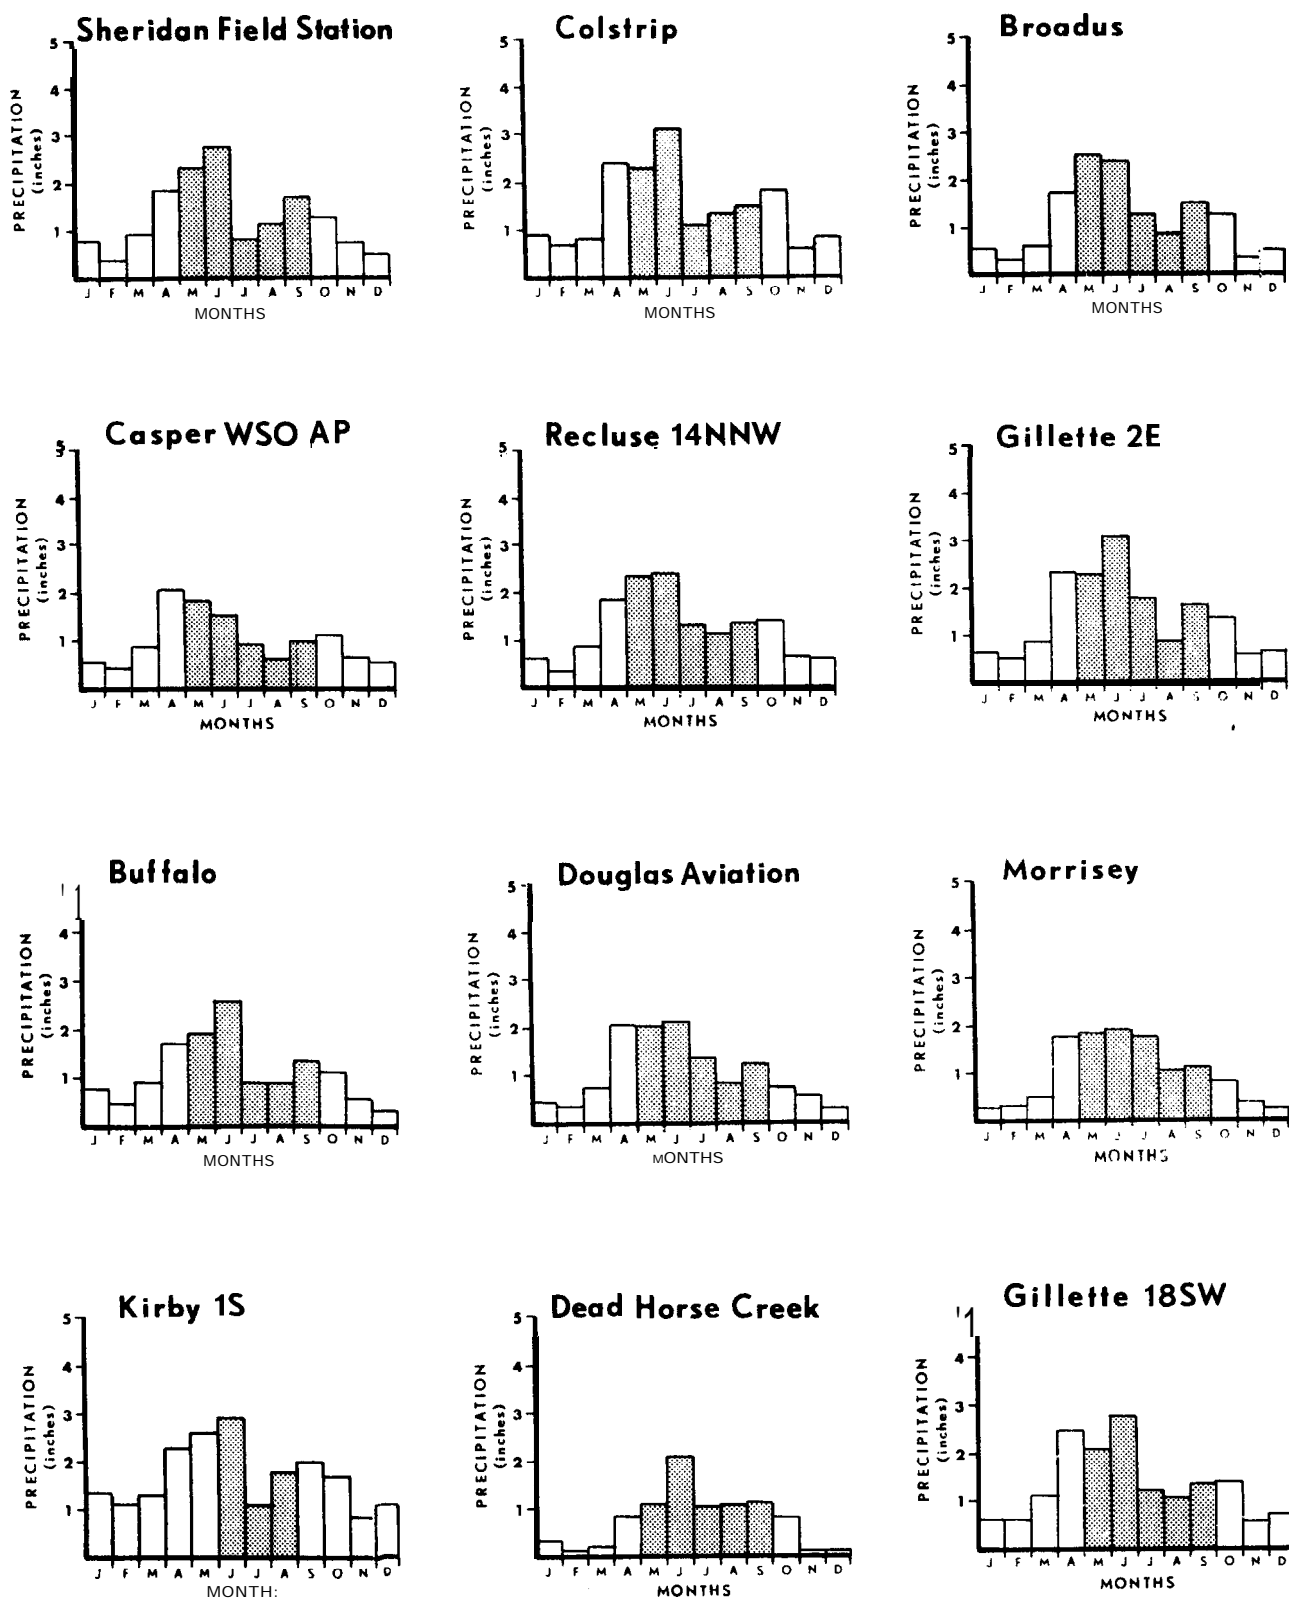 Sheridan Field Station
5
4
3
2
1
PRECIPITATION
(inches)
J F M A M J J A S O N D
MONTHS
Colstrip
5
4
3
2
1
PRECIPITATION
(inches)
J F M A M J J A S O N D
MONTHS
Broadus
5
4
3
2
1
PRECIPITATION
(inches)
J F M A M J J A S O N D
MONTHS
Casper WSO AP
5
4
3
2
1
PRECIPITATION
(inches)
J F M A M J J A S O N D
MONTHS
Recluse 14NNW
5
4
3
2
1
PRECIPITATION
(inches)
J F M A M J J A S O N D
MONTHS
Gillette 2E
5
4
3
2
1
PRECIPITATION
(inches)
J F M A M J J A S O N D
MONTHS
Buffalo
4
3
2
1
PRECIPITATION
(inches)
J F M A M J J A S O N D
MONTHS
Douglas Aviation
5
4
3
2
1
PRECIPITATION
(inches)
J F M A M J J A S O N D
MONTHS
Morrisey
5
4
3
2
1
PRECIPITATION
(inches)
J F M A M J J A S O N D
MONTHS
Kirby 1S
5
4
3
2
1
PRECIPITATION
(inches)
J F M A M J J A S O N D
MONTH:
Dead Horse Creek
5
4
3
2
1
PRECIPITATION
(inches)
J F M A M J J A S O N D
MONTHS
Gillette 18SW
4
3
2
1
PRECIPITATION
(inches)
J F M A M J J A S O N D
MONTHS